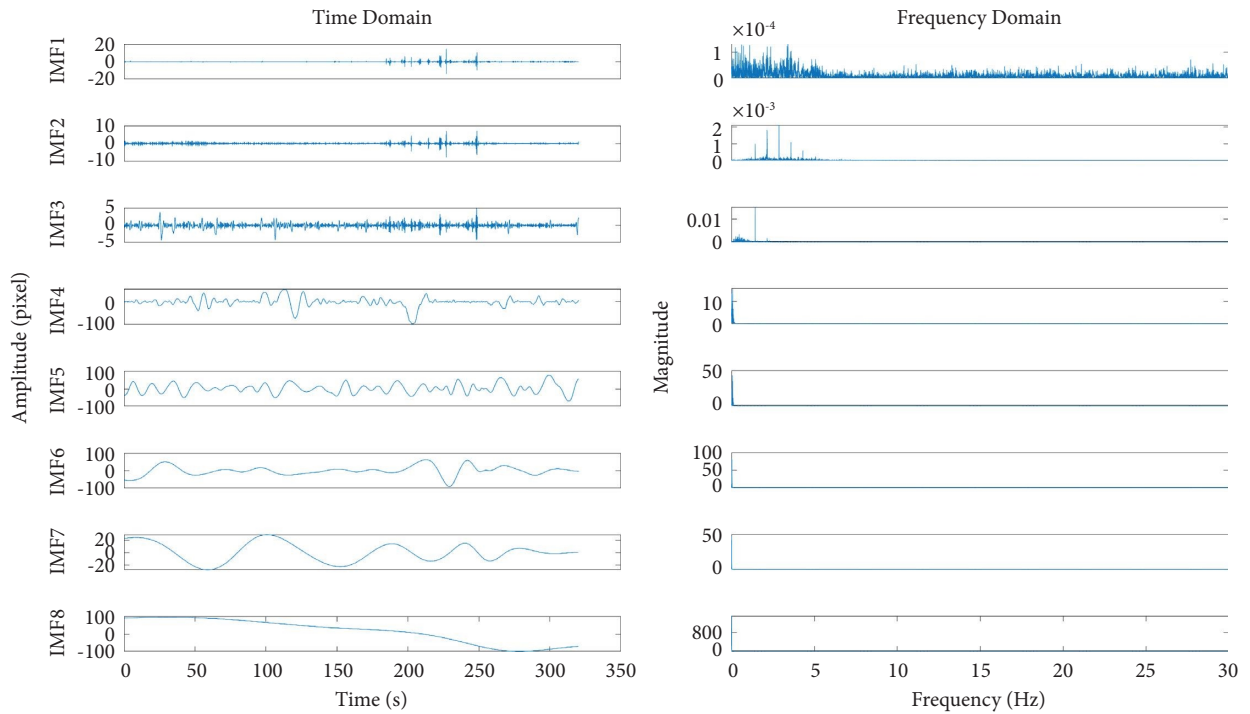 Time Domain
Amplitude (pixel)
IMF1
20
0
-20
IMF2
10
0
-10
IMF3
5
0
-5
IMF4
0
-100
IMF5
100
0
-100
IMF6
100
0
-100
IMF7
20
0
-20
IMF8
100
0
-100
0 50 100 150 200 250 300 350
Time (s)
Frequency Domain
Magnitude
×10⁻⁴
1
0
×10⁻³
2
1
0
0.01
0
10
0
50
0
100
50
0
50
0
800
0
0 5 10 15 20 25 30
Frequency (Hz)